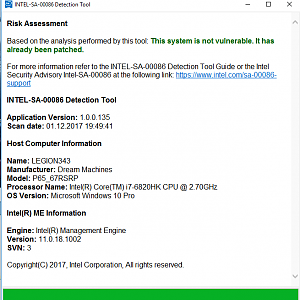 INTEL-SA-00086 Detection Tool
Risk Assessment
Based on the analysis performed by this tool: This system is not vulnerable. It has
already been patched.
For more information refer to the INTEL-SA-00086 Detection Tool Guide or the Intel
Security Advisory Intel-SA-00086 at the following link: https://www.intel.com/sa-00086-
support
INTEL-SA-00086 Detection Tool
Application Version: 1.0.0.135
Scan date: 01.12.2017 19:49:41
Host Computer Information
Name: LEGION343
Manufacturer: Dream Machines
Model: P65_67RSRP
Processor Name: Intel(R) Core(TM) i7-6820HK CPU @ 2.70GHz
OS Version: Microsoft Windows 10 Pro
Intel(R) ME Information
Engine: Intel(R) Management Engine
Version: 11.0.18.1002
SVN: 3
Copyright(C) 2017, Intel Corporation, All rights reserved.